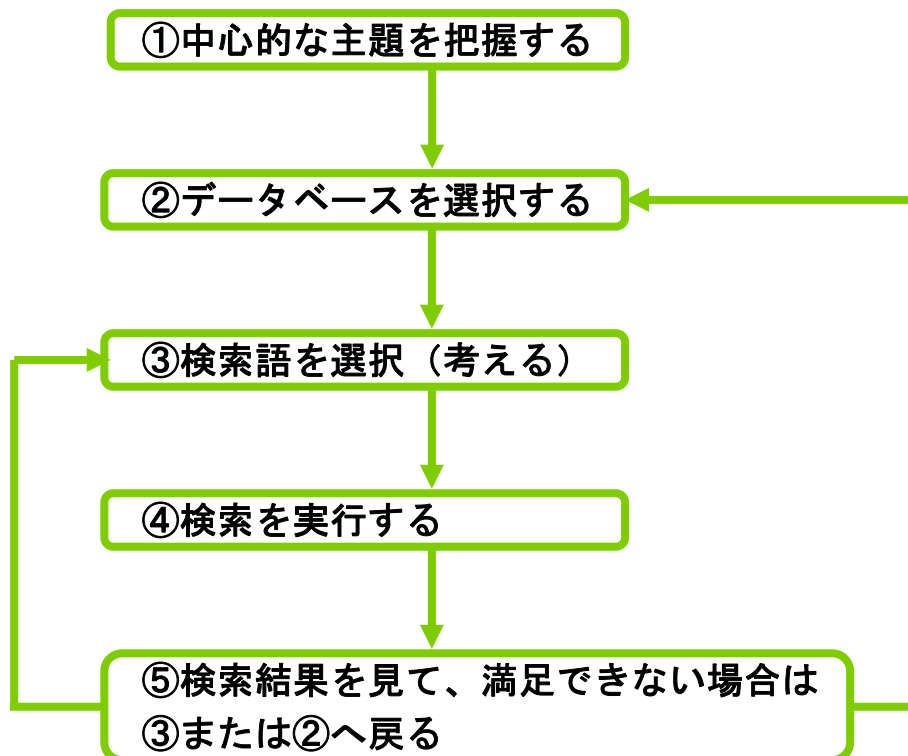 ①中心的な主題を把握する
②データベースを選択する
③検索語を選択（考える）
④検索を実行する
⑤検索結果を見て、満足できない場合は
③または②へ戻る